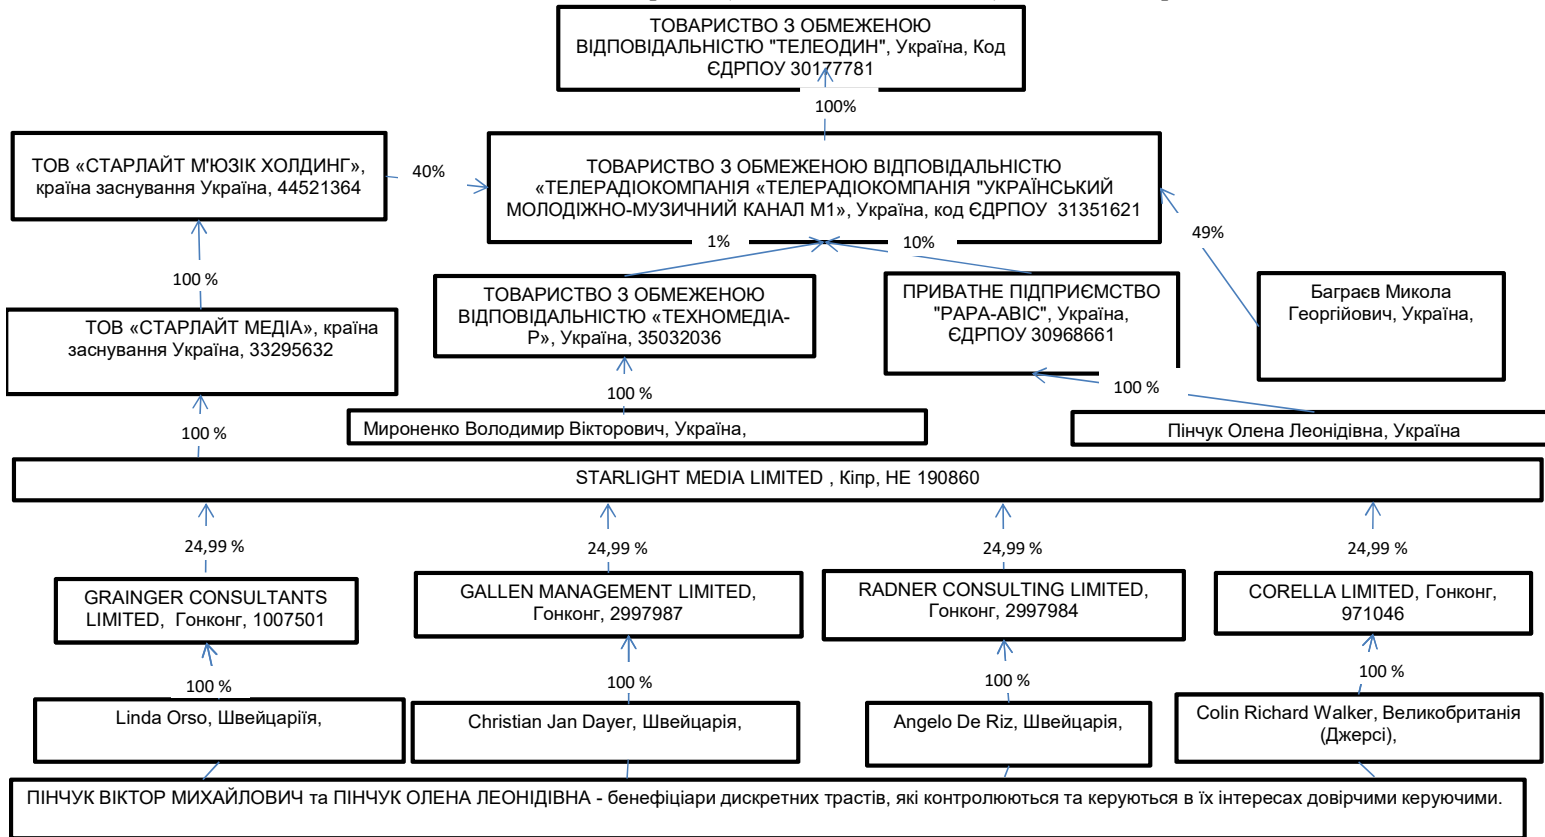 ТОВАРИСТВО З ОБМЕЖЕНОЮ
ВІДПОВІДАЛЬНІСТЮ "ТЕЛЕОДИН", Україна, Код
ЄДРПОУ 30177781
100%
ТОВ «СТАРЛАЙТ М'ЮЗІК ХОЛДИНГ»,
країна заснування Україна, 44521364
40%
ТОВАРИСТВО З ОБМЕЖЕНОЮ ВІДПОВІДАЛЬНІСТЮ
«ТЕЛЕРАДІОКОМПАНІЯ «ТЕЛЕРАДІОКОМПАНІЯ "УКРАЇНСЬКИЙ
МОЛОДІЖНО-МУЗИЧНИЙ КАНАЛ М1», Україна, код ЄДРПОУ 31351621
1%
10%
49%
100 %
ТОВАРИСТВО З ОБМЕЖЕНОЮ
ВІДПОВІДАЛЬНІСТЮ «ТЕХНОМЕДІА-
Р», Україна, 35032036
ПРИВАТНЕ ПІДПРИЄМСТВО
"РАРА-АВІС", Україна,
ЄДРПОУ 30968661
Баграєв Микола
Георгійович, Україна,
ТОВ «СТАРЛАЙТ МЕДІА», країна
заснування Україна, 33295632
100 %
100 %
100 %
Мироненко Володимир Вікторович, Україна,
Пінчук Олена Леонідівна, Україна
STARLIGHT MEDIA LIMITED , Кіпр, НЕ 190860
24,99 %
24,99 %
24,99 %
24,99 %
GRAINGER CONSULTANTS
LIMITED, Гонконг, 1007501
GALLEN MANAGEMENT LIMITED,
Гонконг, 2997987
RADNER CONSULTING LIMITED,
Гонконг, 2997984
CORELLA LIMITED, Гонконг,
971046
100 %
100 %
100 %
100 %
Linda Orso, Швейцаріїя,
Christian Jan Dayer, Швейцарія,
Angelo De Riz, Швейцарія,
Colin Richard Walker, Великобританія
(Джерсі),
ПІНЧУК ВІКТОР МИХАЙЛОВИЧ та ПІНЧУК ОЛЕНА ЛЕОНІДІВНА - бенефіціари дискретних трастів, які контролюються та керуються в їх інтересах довірчими керуючими.